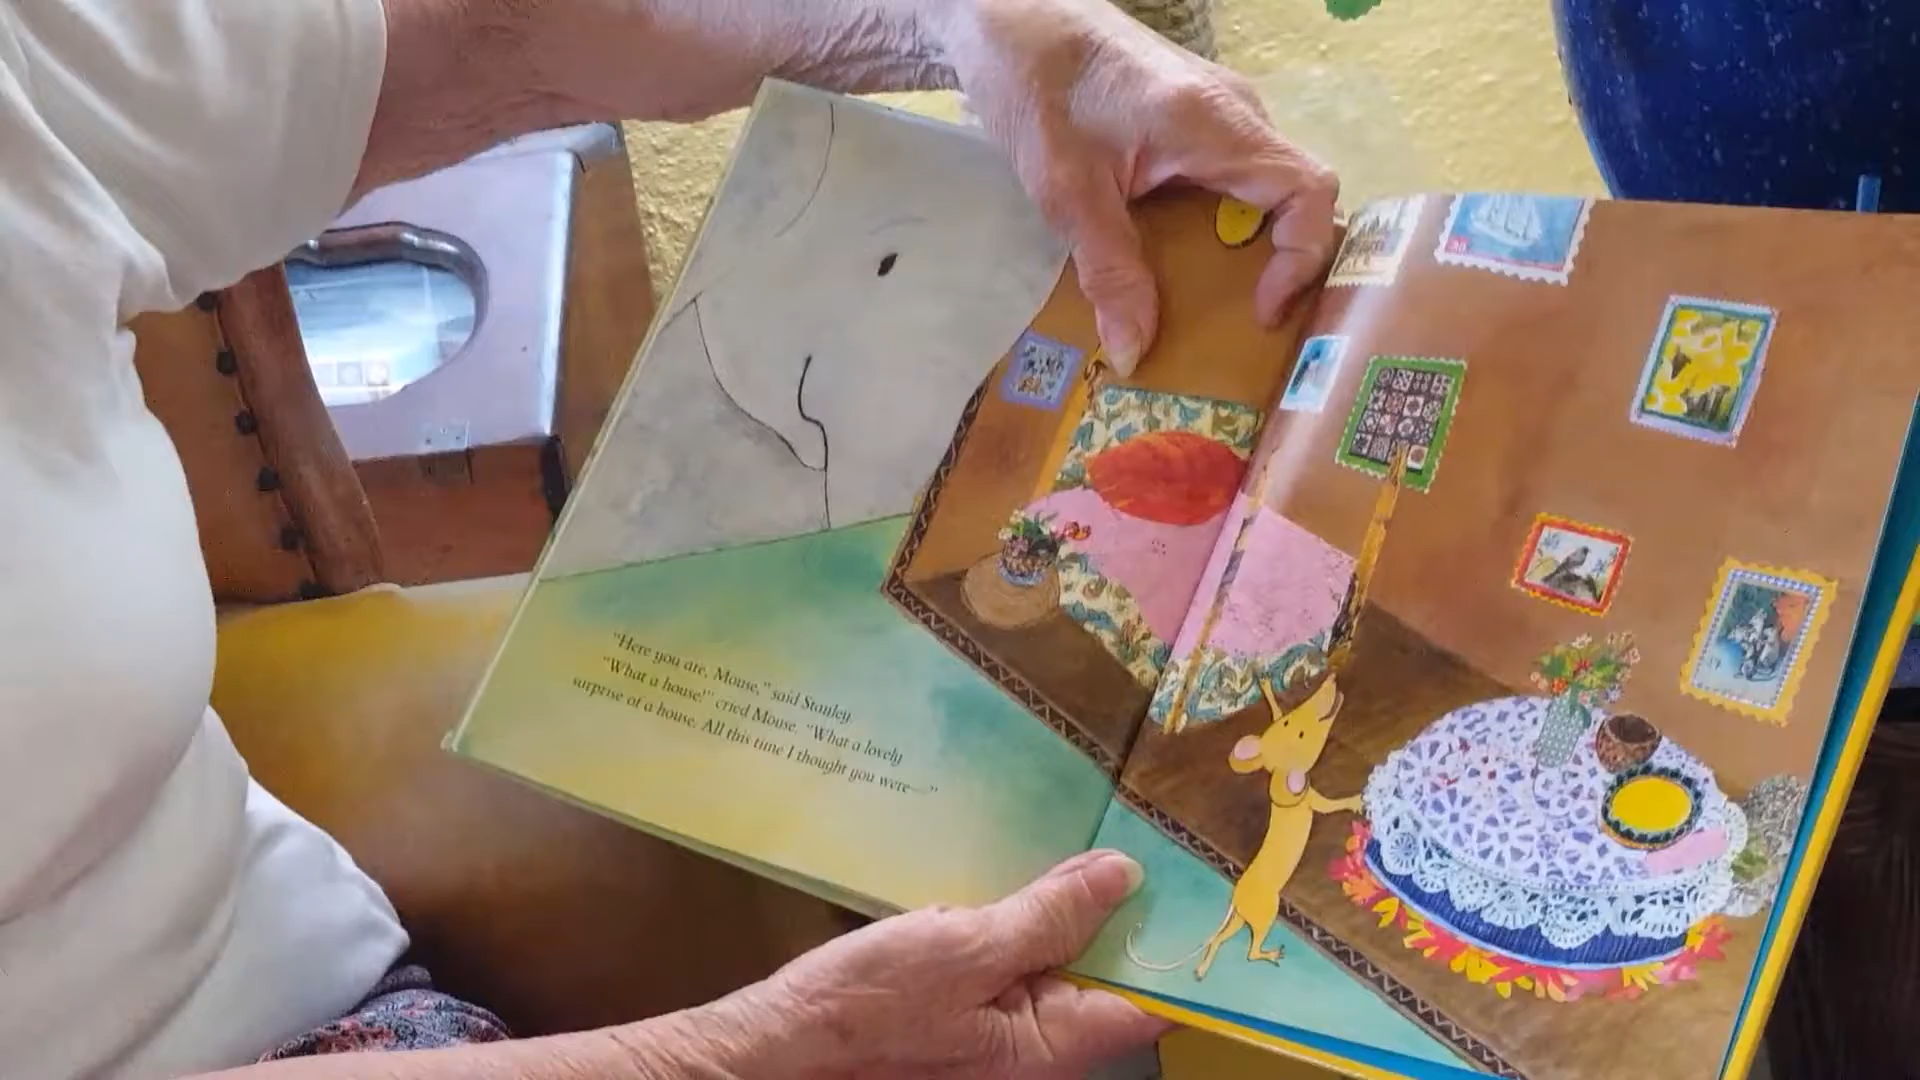 "Here you are, Mouse," said Stanley.
"What a house!" cried Mouse. "What a lovely
surprise of a house. All this time I thought you were—"